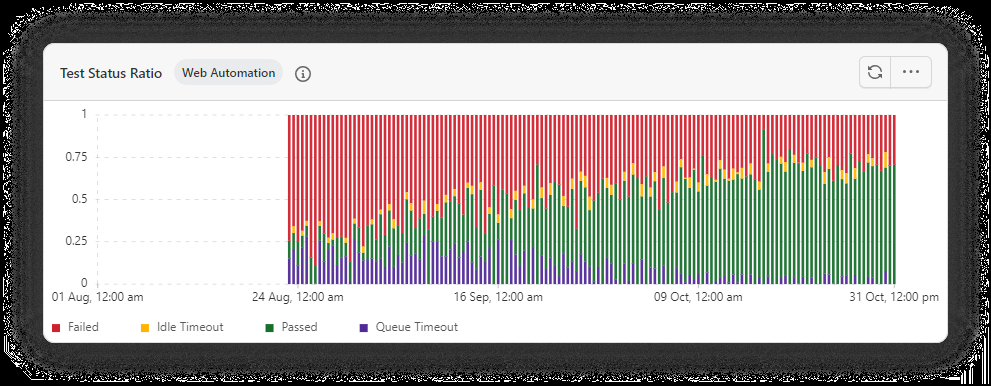 Test Status Ratio Web Automation
1
0.75
0.5
0.25
0
01 Aug, 12:00 am 24 Aug, 12:00 am 16 Sep, 12:00 am 09 Oct, 12:00 am 31 Oct, 12:00 pm
Failed Idle Timeout Passed Queue Timeout